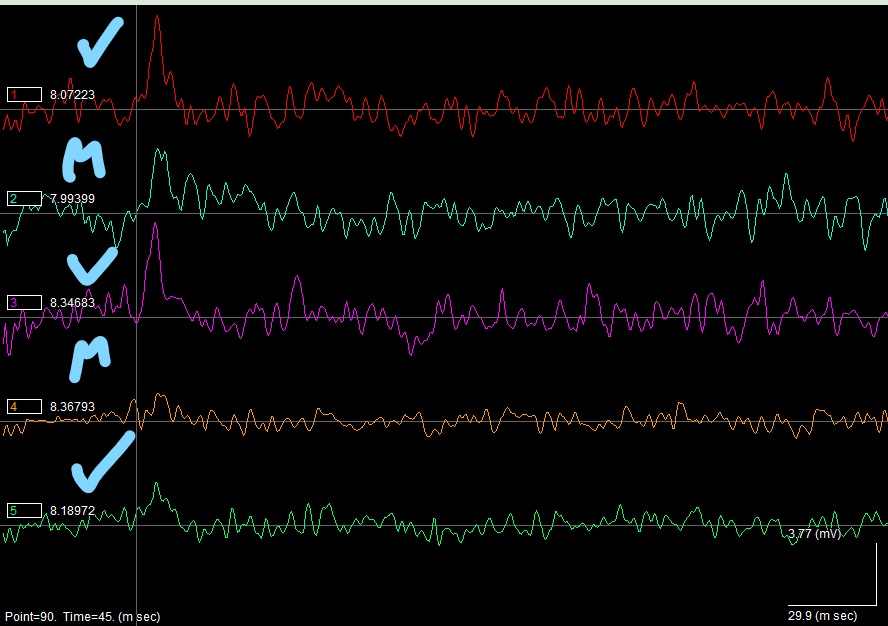 ✓
1 8.07223
M
2 7.99399
✓
3 8.34683
M
4 8.36793
✓
5 8.18972
3.77 (mV)
Point=90. Time=45. (m sec)
29.9 (m sec)